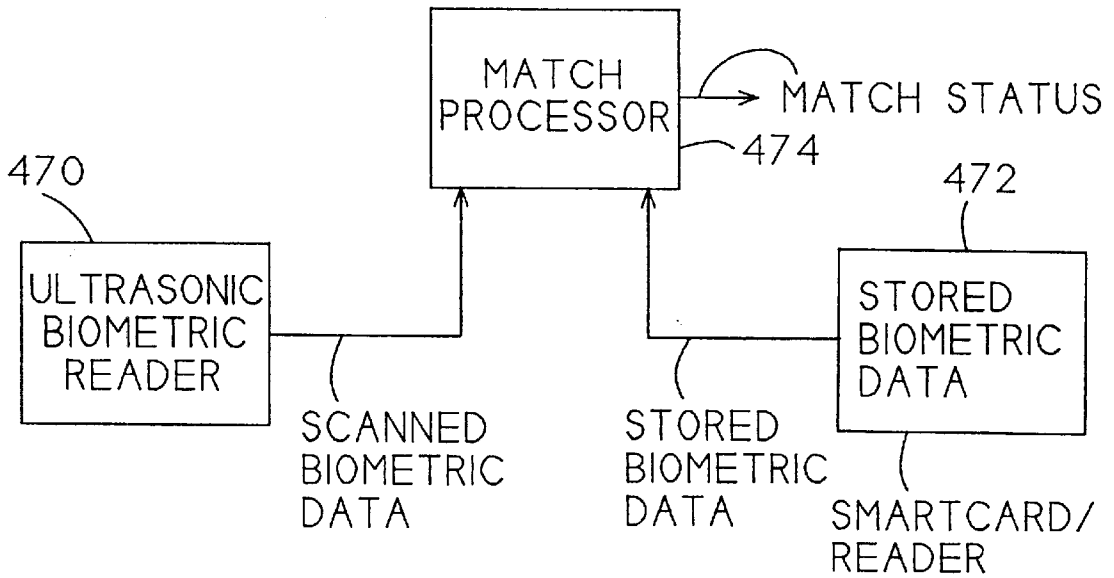 MATCH
PROCESSOR
MATCH STATUS
474
470
472
ULTRASONIC
BIOMETRIC
READER
STORED
BIOMETRIC
DATA
SCANNED
BIOMETRIC
DATA
STORED
BIOMETRIC
DATA
SMARTCARD/
READER